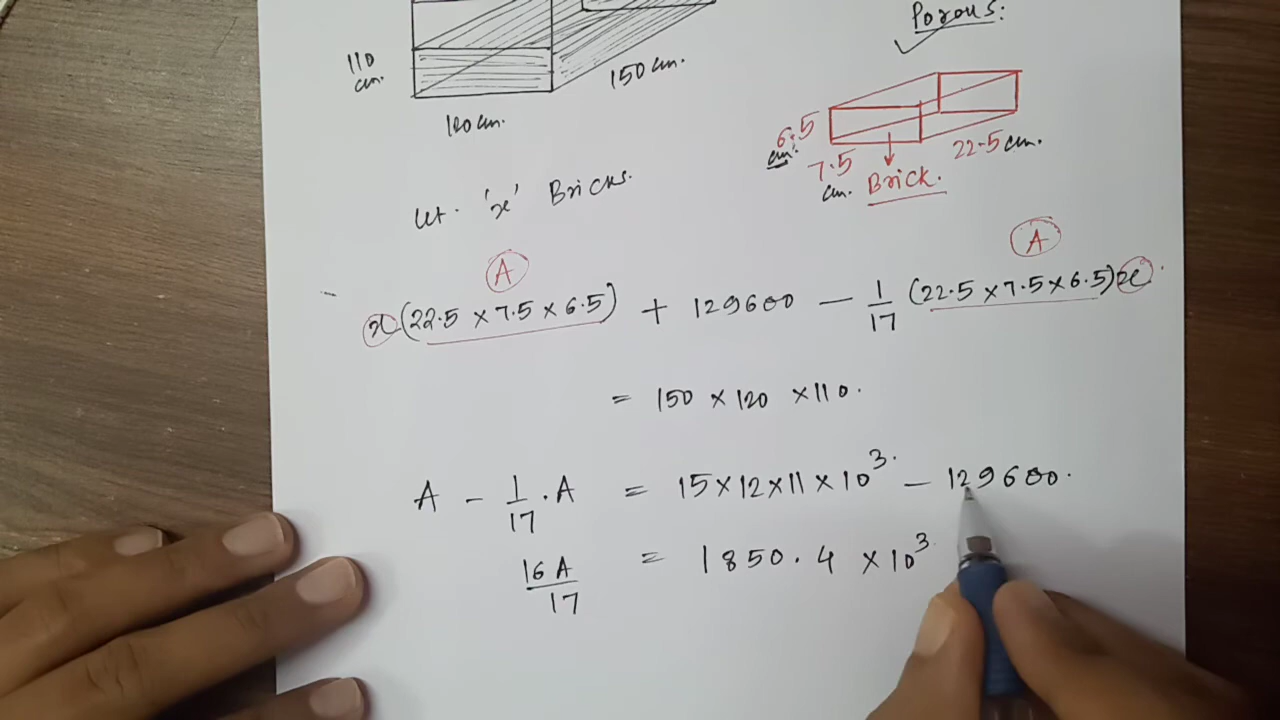 Porous:
110 cm.
150 cm.
120 cm.
6.5 cm.
7.5 cm.
22.5 cm.
Brick.
Let 'x' Bricks.
A A
x(22.5 × 7.5 × 6.5) + 129600 − 1/17 (22.5 × 7.5 × 6.5)x
= 150 × 120 × 110.
A − 1/17 . A = 15 × 12 × 11 × 10³ − 129600.
16A/17 = 1850.4 × 10³